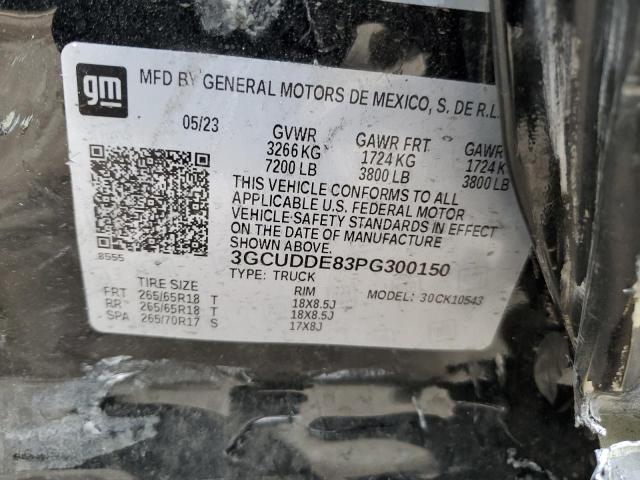 gm
MFD BY GENERAL MOTORS DE MEXICO, S. DE R.L.
05/23 GVWR GAWR FRT GAWR
3266 KG 1724 KG 1724 K
7200 LB 3800 LB 3800 LB
THIS VEHICLE CONFORMS TO ALL
APPLICABLE U.S. FEDERAL MOTOR
VEHICLE SAFETY STANDARDS IN EFFECT
ON THE DATE OF MANUFACTURE
SHOWN ABOVE.
8555
3GCUDDE83PG300150
TYPE: TRUCK
TIRE SIZE RIM MODEL: 30CK10543
FRT 265/65R18 T 18X8.5J
RR 265/65R18 T 18X8.5J
SPA 265/70R17 S 17X8J